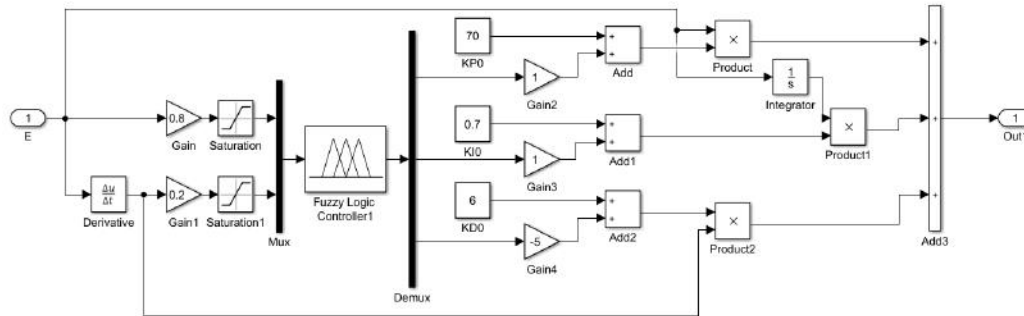 70
KP0
+
+
Add
×
Product
1
Gain2
1
s
Integrator
+
1
E
0.8
Gain
Saturation
Fuzzy Logic
Controller1
0.7
KI0
+
+
Add1
×
Product1
+
1
Out1
1
Gain3
Δu
Δt
Derivative
0.2
Gain1
Saturation1
Mux
6
KD0
+
+
Add2
×
Product2
+
-5
Gain4
Add3
Demux